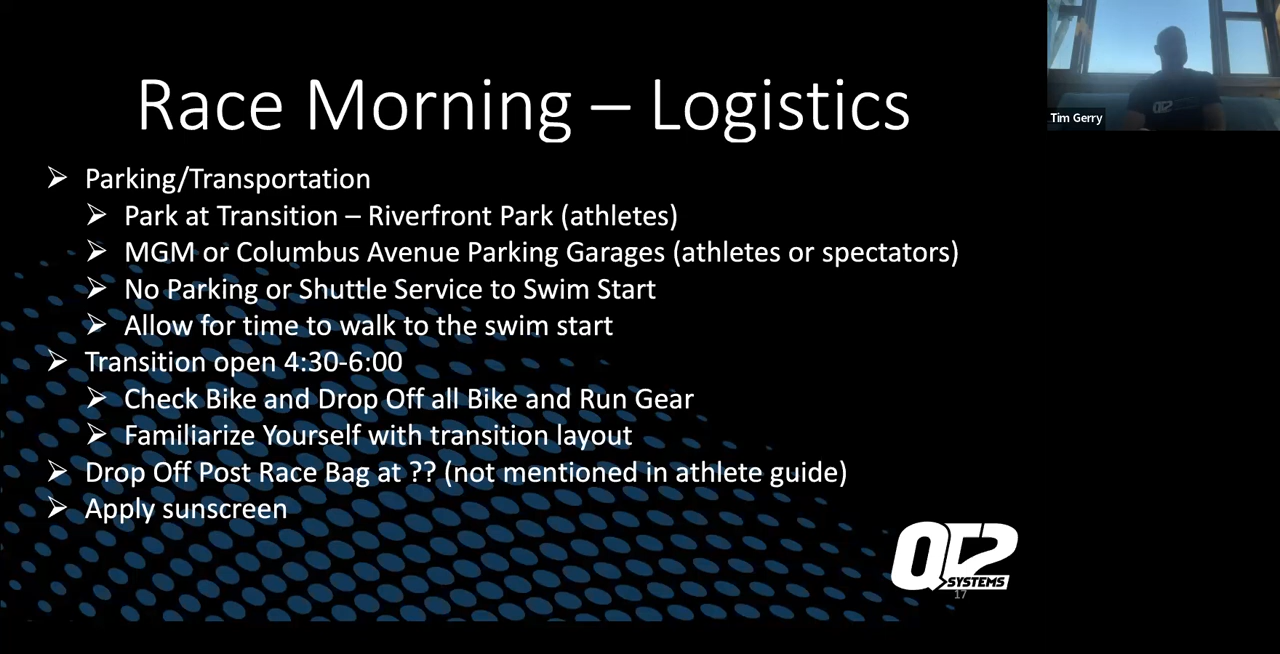 Race Morning – Logistics
Parking/Transportation
Park at Transition – Riverfront Park (athletes)
MGM or Columbus Avenue Parking Garages (athletes or spectators)
No Parking or Shuttle Service to Swim Start
Allow for time to walk to the swim start
Transition open 4:30-6:00
Check Bike and Drop Off all Bike and Run Gear
Familiarize Yourself with transition layout
Drop Off Post Race Bag at ?? (not mentioned in athlete guide)
Apply sunscreen
Tim Gerry
QT2
QT2
SYSTEMS
17